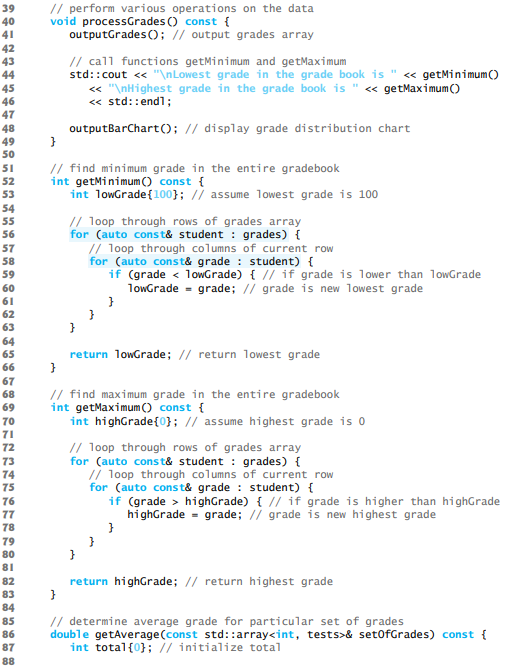 39 // perform various operations on the data
40 void processGrades() const {
41 outputGrades(); // output grades array
42
43 // call functions getMinimum and getMaximum
44 std::cout << "\nLowest grade in the grade book is " << getMinimum()
45 << "\nHighest grade in the grade book is " << getMaximum()
46 << std::endl;
47
48 outputBarChart(); // display grade distribution chart
49 }
50
51 // find minimum grade in the entire gradebook
52 int getMinimum() const {
53 int lowGrade{100}; // assume lowest grade is 100
54
55 // loop through rows of grades array
56 for (auto const& student : grades) {
57 // loop through columns of current row
58 for (auto const& grade : student) {
59 if (grade < lowGrade) { // if grade is lower than lowGrade
60 lowGrade = grade; // grade is new lowest grade
61 }
62 }
63 }
64
65 return lowGrade; // return lowest grade
66 }
67
68 // find maximum grade in the entire gradebook
69 int getMaximum() const {
70 int highGrade{0}; // assume highest grade is 0
71
72 // loop through rows of grades array
73 for (auto const& student : grades) {
74 // loop through columns of current row
75 for (auto const& grade : student) {
76 if (grade > highGrade) { // if grade is higher than highGrade
77 highGrade = grade; // grade is new highest grade
78 }
79 }
80 }
81
82 return highGrade; // return highest grade
83 }
84
85 // determine average grade for particular set of grades
86 double getAverage(const std::array<int, tests>& setOfGrades) const {
87 int total{0}; // initialize total
88